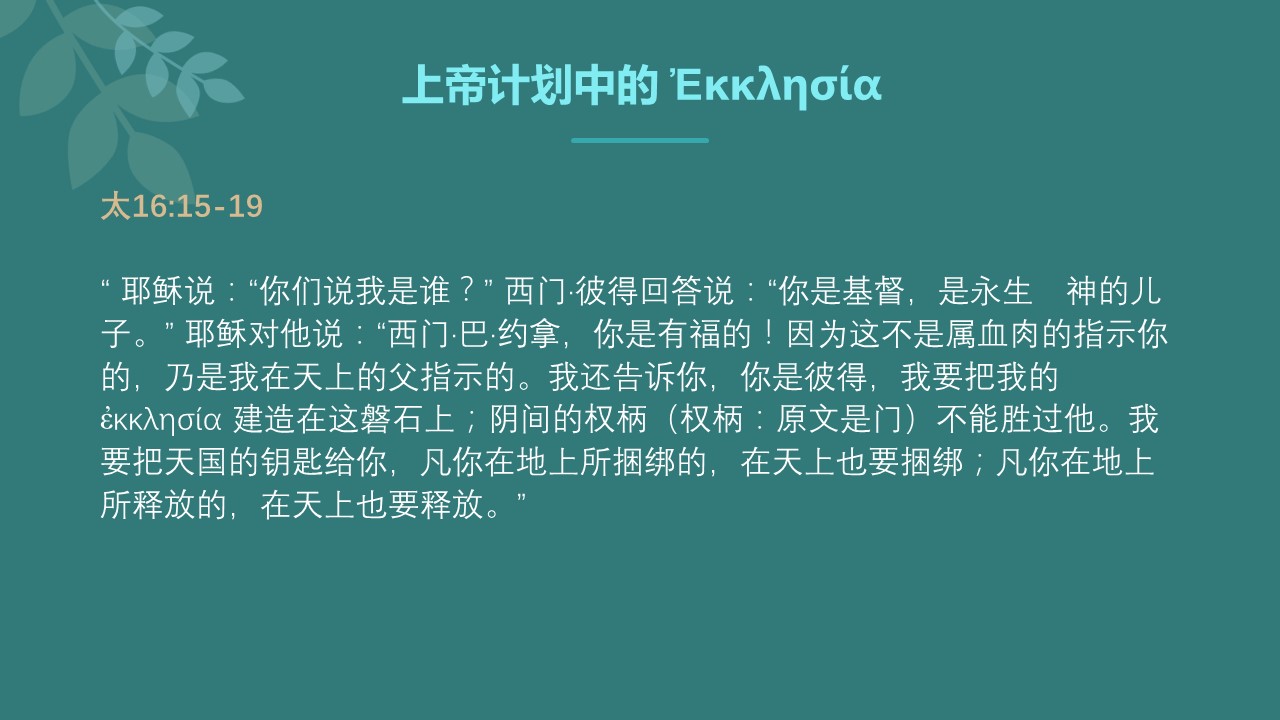 上帝计划中的 Ἐκκλησία
太16:15-19
“ 耶稣说：“你们说我是谁？” 西门·彼得回答说：“你是基督，是永生　神的儿
子。” 耶稣对他说：“西门·巴·约拿，你是有福的！因为这不是属血肉的指示你
的，乃是我在天上的父指示的。我还告诉你，你是彼得，我要把我的
ἐκκλησία 建造在这磐石上；阴间的权柄（权柄：原文是门）不能胜过他。我
要把天国的钥匙给你，凡你在地上所捆绑的，在天上也要捆绑；凡你在地上
所释放的，在天上也要释放。”